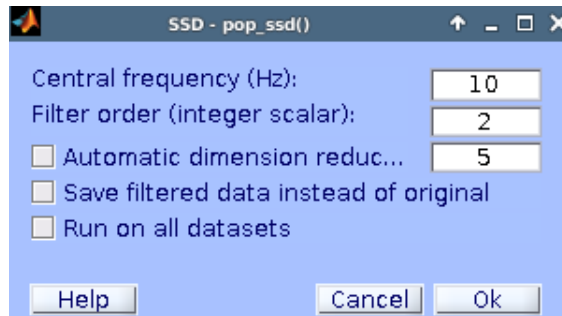 SSD - pop_ssd()
Central frequency (Hz): 10
Filter order (integer scalar): 2
Automatic dimension reduc... 5
Save filtered data instead of original
Run on all datasets
Help Cancel Ok